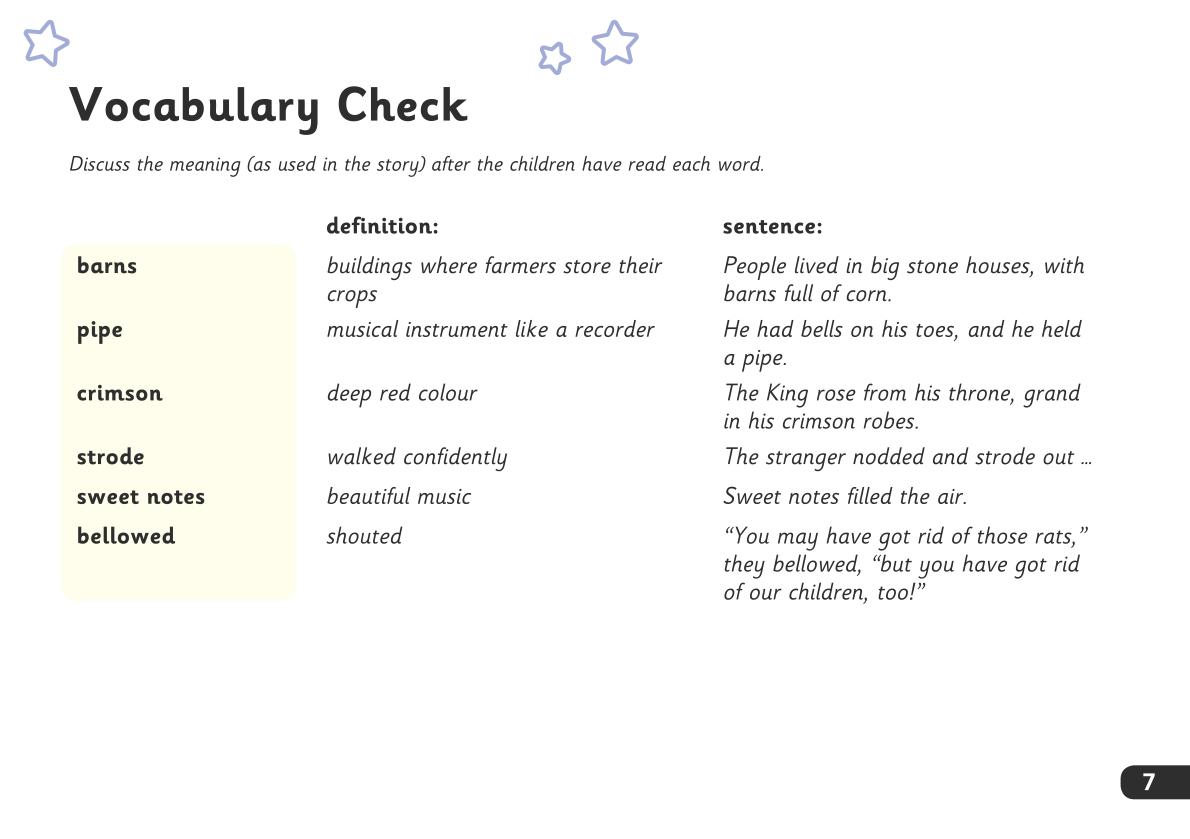 Vocabulary Check
Discuss the meaning (as used in the story) after the children have read each word.
definition: sentence:
barns buildings where farmers store their People lived in big stone houses, with
crops barns full of corn.
pipe musical instrument like a recorder He had bells on his toes, and he held
a pipe.
crimson deep red colour The King rose from his throne, grand
in his crimson robes.
strode walked confidently The stranger nodded and strode out ...
sweet notes beautiful music Sweet notes filled the air.
bellowed shouted “You may have got rid of those rats,”
they bellowed, “but you have got rid
of our children, too!”
7